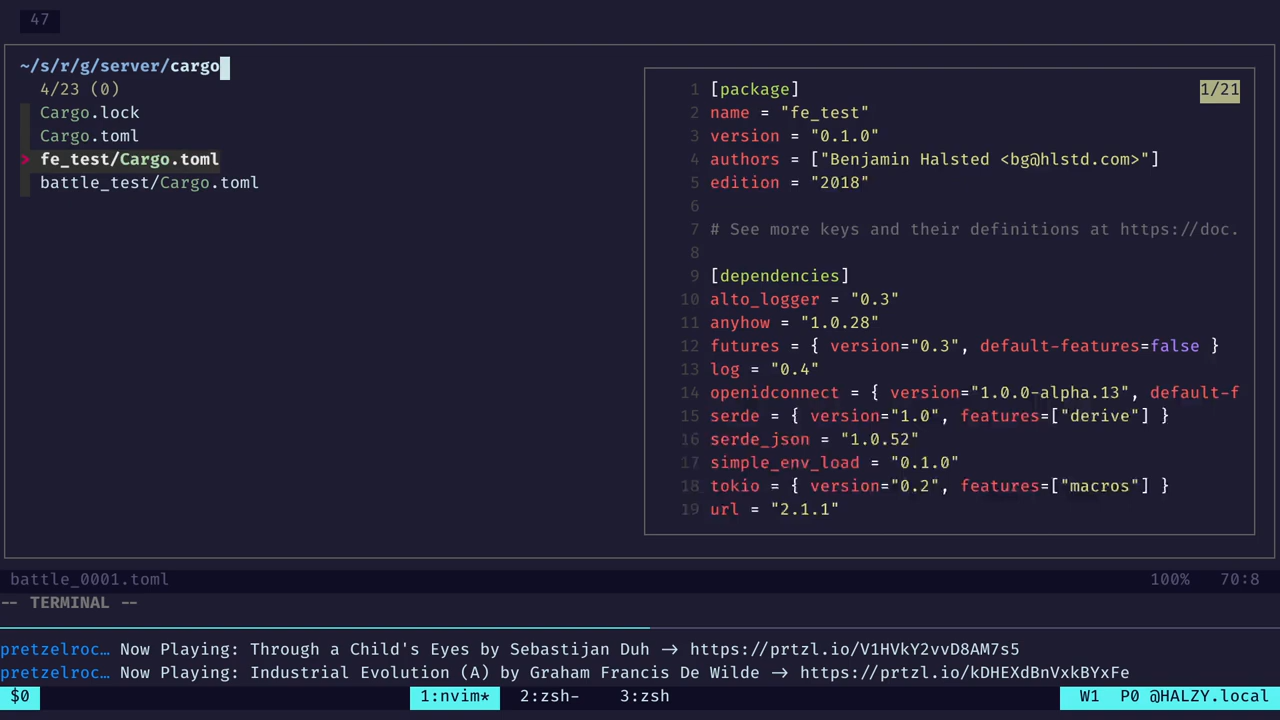 47
~/s/r/g/server/cargo
4/23 (0)
Cargo.lock
Cargo.toml
> fe_test/Cargo.toml
battle_test/Cargo.toml
1/21
1 [package]
2 name = "fe_test"
3 version = "0.1.0"
4 authors = ["Benjamin Halsted <bg@hlstd.com>"]
5 edition = "2018"
6
7 # See more keys and their definitions at https://doc.
8
9 [dependencies]
10 alto_logger = "0.3"
11 anyhow = "1.0.28"
12 futures = { version="0.3", default-features=false }
13 log = "0.4"
14 openidconnect = { version="1.0.0-alpha.13", default-f
15 serde = { version="1.0", features=["derive"] }
16 serde_json = "1.0.52"
17 simple_env_load = "0.1.0"
18 tokio = { version="0.2", features=["macros"] }
19 url = "2.1.1"
battle_0001.toml 100% 70:8
-- TERMINAL --
pretzelroc… Now Playing: Through a Child's Eyes by Sebastijan Duh -> https://prtzl.io/V1HVkY2vvD8AM7s5
pretzelroc… Now Playing: Industrial Evolution (A) by Graham Francis De Wilde -> https://prtzl.io/kDHEXdBnVxkBYxFe
$0 1:nvim* 2:zsh- 3:zsh W1 P0 @HALZY.local